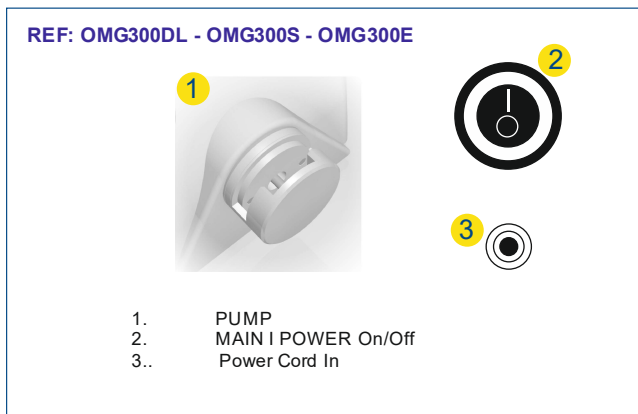 REF: OMG300DL - OMG300S - OMG300E
1
2
3
1. PUMP
2. MAIN I POWER On/Off
3.. Power Cord In